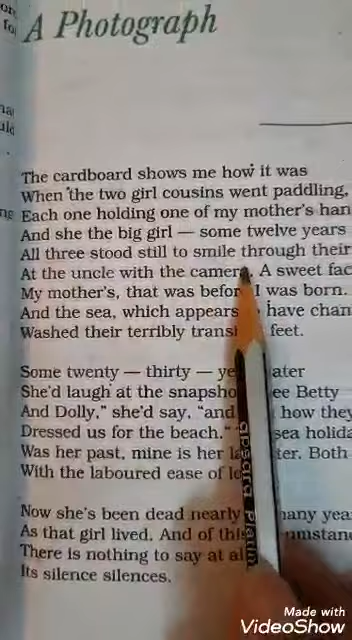 A Photograph
The cardboard shows me how it was
When the two girl cousins went paddling,
Each one holding one of my mother's han
And she the big girl — some twelve years
All three stood still to smile through their
At the uncle with the camera. A sweet fac
My mother's, that was before I was born.
And the sea, which appears have chan
Washed their terribly transi feet.
Some twenty — thirty — ye ater
She'd laugh at the snapsho ee Betty
And Dolly," she'd say, "and how they
Dressed us for the beach." sea holida
Was her past, mine is her la ter. Both
With the laboured ease of lo
Now she's been dead nearly many yea
As that girl lived. And of this umstan
There is nothing to say at al
Its silence silences.
apsara Platin
Made with
VideoShow